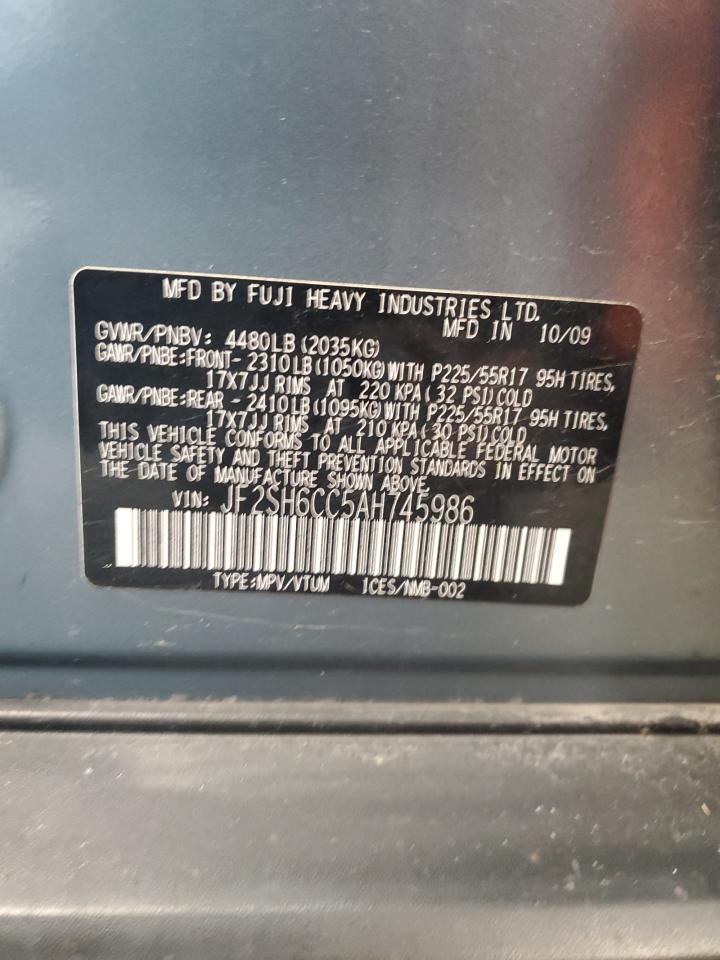 MFD BY FUJI HEAVY INDUSTRIES LTD.
MFD IN 10/09
GVWR/PNBV: 4480LB (2035KG)
GAWR/PNBE:FRONT- 2310LB(1050KG)WITH P225/55R17 95H TIRES,
17X7JJ RIMS AT 220 KPA( 32 PSI)COLD
GAWR/PNBE:REAR - 2410LB(1095KG)WITH P225/55R17 95H TIRES,
17X7JJ RIMS AT 210 KPA( 30 PSI)COLD
THIS VEHICLE CONFORMS TO ALL APPLICABLE FEDERAL MOTOR
VEHICLE SAFETY AND THEFT PREVENTION STANDARDS IN EFFECT ON
THE DATE OF MANUFACTURE SHOWN ABOVE.
VIN: JF2SH6CC5AH745986
TYPE:MPV/VTUM ICES/NMB-002